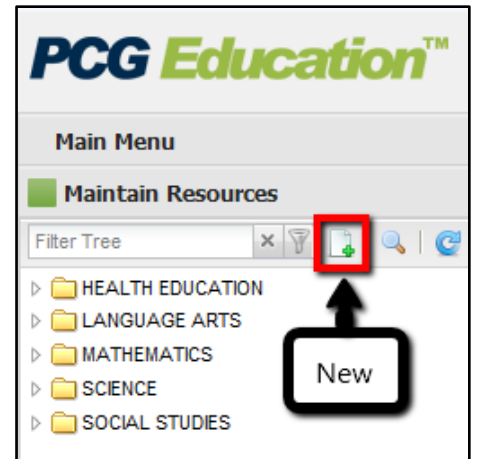 PCG Education™
Main Menu
Maintain Resources
Filter Tree
HEALTH EDUCATION
LANGUAGE ARTS
MATHEMATICS
SCIENCE
SOCIAL STUDIES
New